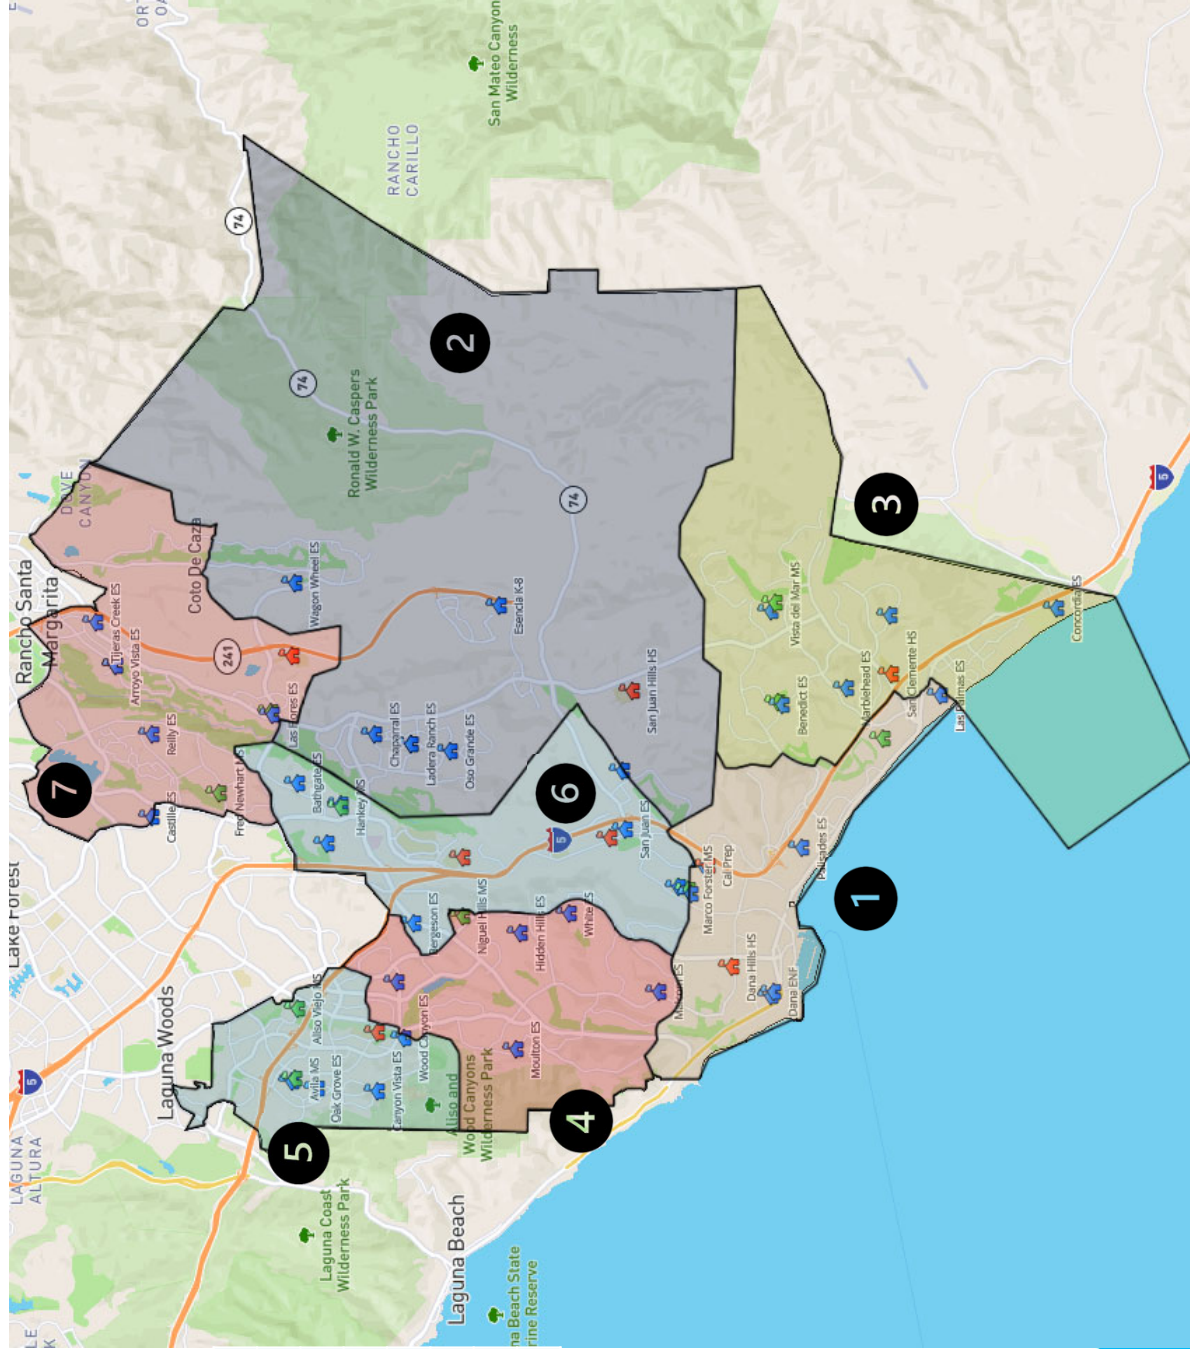 San Mateo Canyon
Wilderness
RANCHO
CARILLO
74
74
74
2
Ronald W. Caspers
Wilderness Park
DOVE
CANYON
Coto De Caza
Rancho Santa
Margarita
Tijeras Creek ES
Arroyo Vista ES
Reilly ES
Castille ES
7
241
Las Flores ES
Fred Newhart MS
Wagon Wheel ES
Esencia K-8
Chaparral ES
Ladera Ranch ES
Oso Grande ES
San Juan Hills HS
Bathgate ES
Hankey MS
6
5
San Juan ES
Marco Forster MS
Cal Prep
3
5
Vista del Mar MS
Benedict ES
Marblehead ES
San Clemente HS
Las Palmas ES
Concordia ES
Palisades ES
1
Dana Hills HS
Dana ENF
Bergeson ES
Niguel Hills MS
Hidden Hills ES
White ES
Moulton ES
4
Wood Canyon ES
Canyon Vista ES
Oak Grove ES
Avila MS
Aliso Viejo MS
Aliso and
Wood Canyons
Wilderness Park
5
Lake Forest
Laguna Woods
5
LAGUNA
ALTURA
Laguna Coast
Wilderness Park
Laguna Beach
na Beach State
rine Reserve